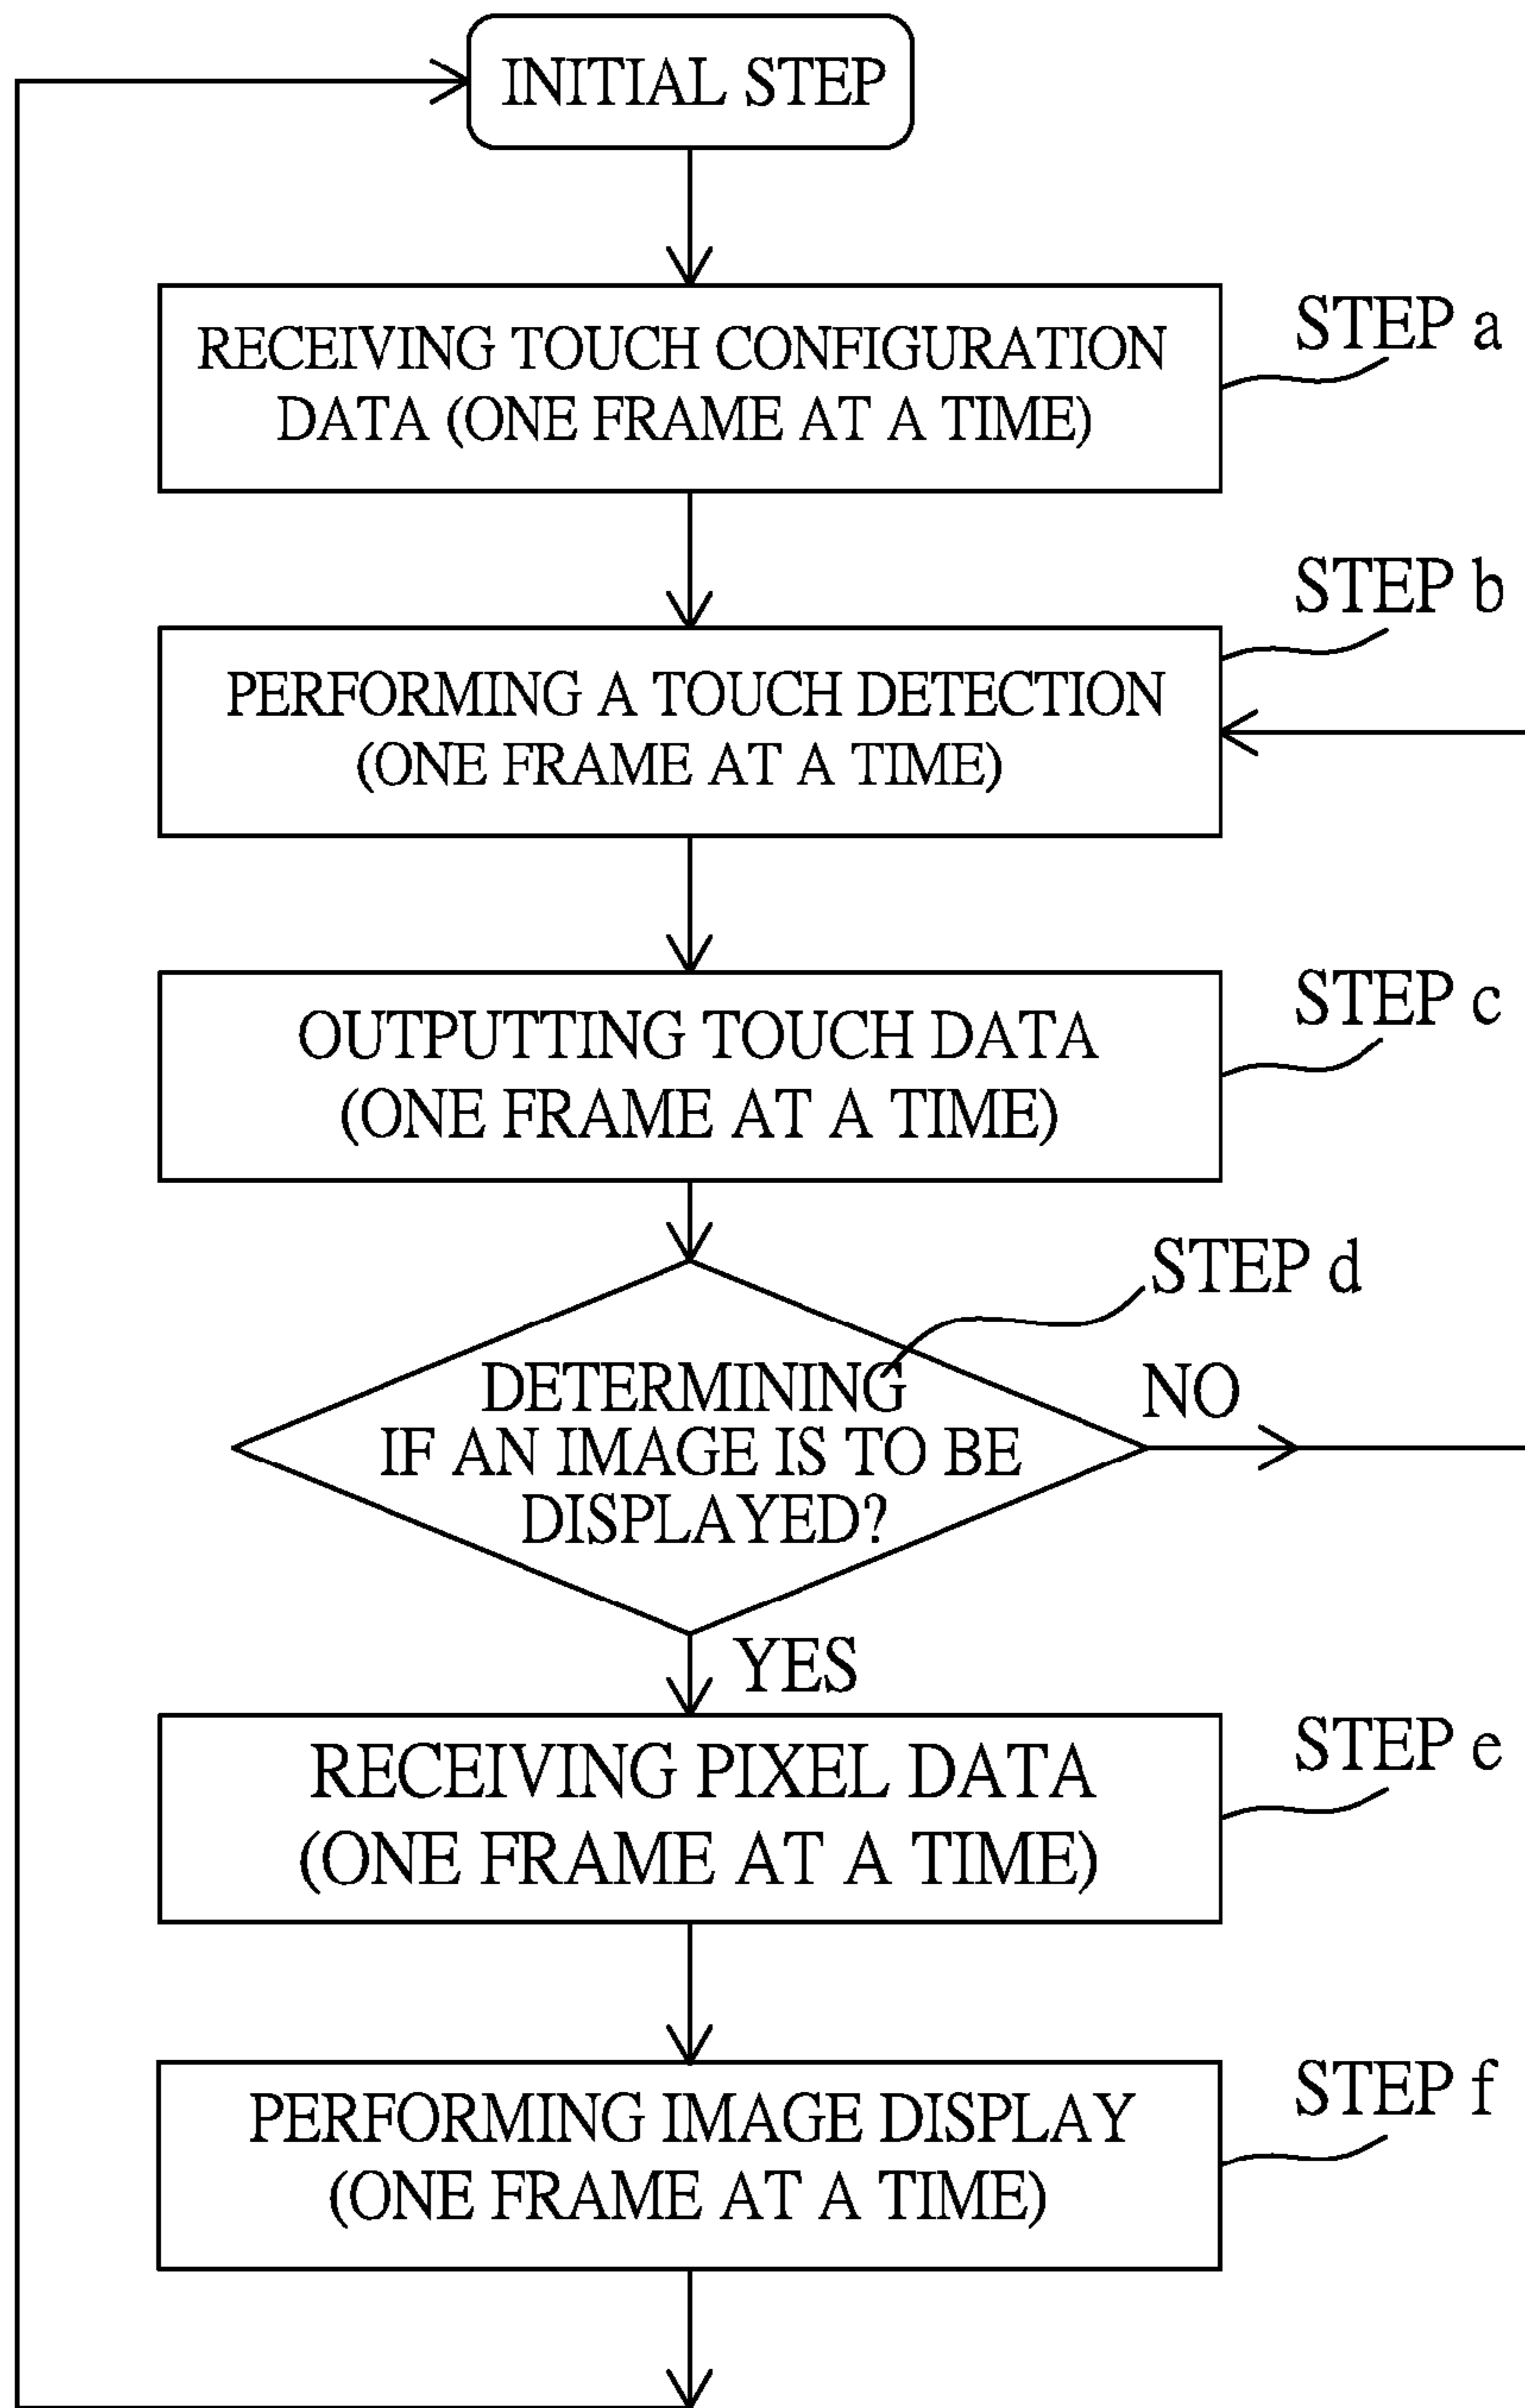 INITIAL STEP
RECEIVING TOUCH CONFIGURATION
DATA (ONE FRAME AT A TIME)
STEP a
STEP b
PERFORMING A TOUCH DETECTION
(ONE FRAME AT A TIME)
OUTPUTTING TOUCH DATA
(ONE FRAME AT A TIME)
STEP c
STEP d
DETERMINING
IF AN IMAGE IS TO BE
DISPLAYED?
NO
YES
RECEIVING PIXEL DATA
(ONE FRAME AT A TIME)
STEP e
PERFORMING IMAGE DISPLAY
(ONE FRAME AT A TIME)
STEP f